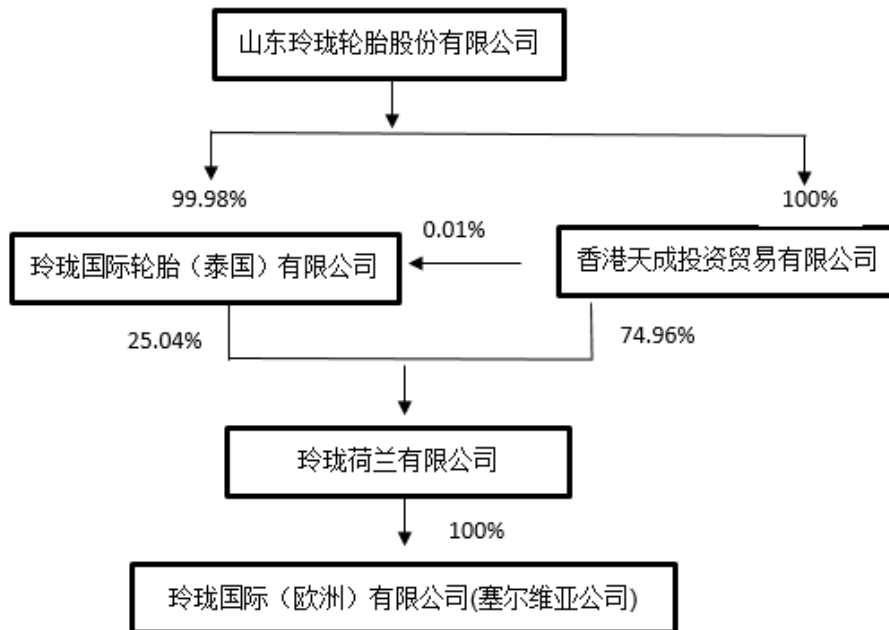 山东玲珑轮胎股份有限公司
99.98%
100%
0.01%
玲珑国际轮胎（泰国）有限公司
香港天成投资贸易有限公司
25.04%
74.96%
玲珑荷兰有限公司
100%
玲珑国际（欧洲）有限公司(塞尔维亚公司)